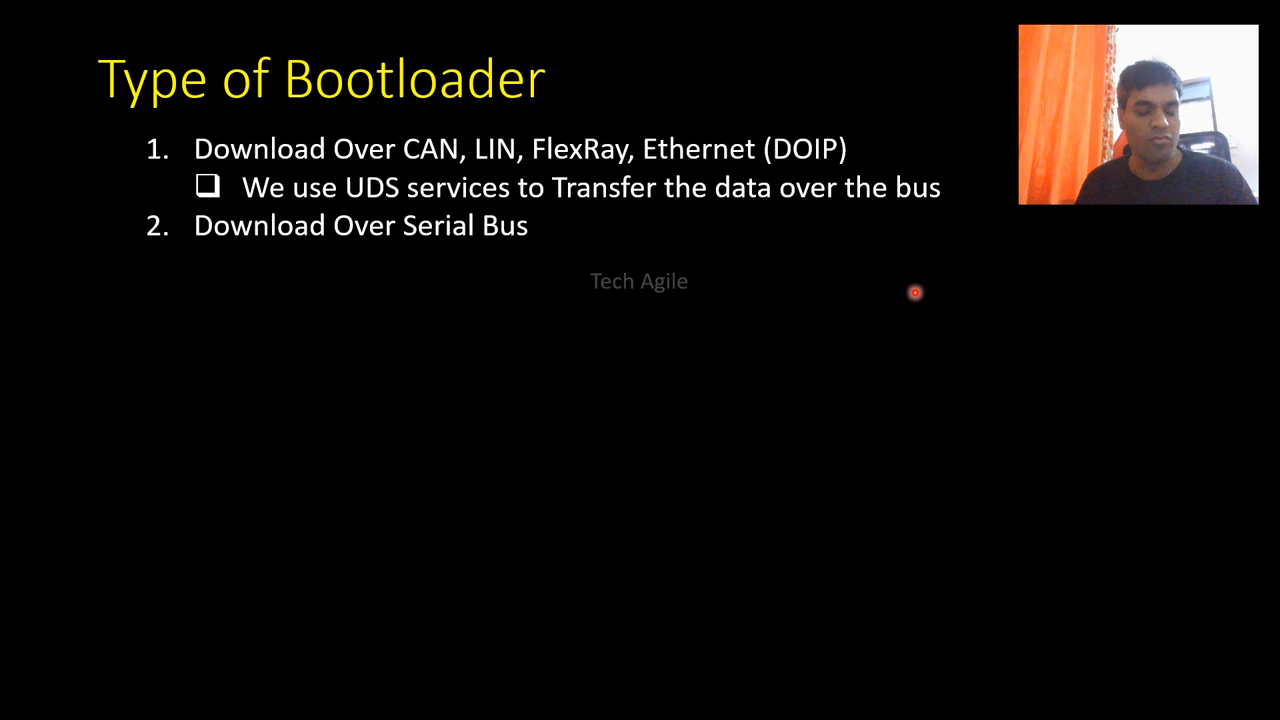 Type of Bootloader
1. Download Over CAN, LIN, FlexRay, Ethernet (DOIP)
❑ We use UDS services to Transfer the data over the bus
2. Download Over Serial Bus
Tech Agile